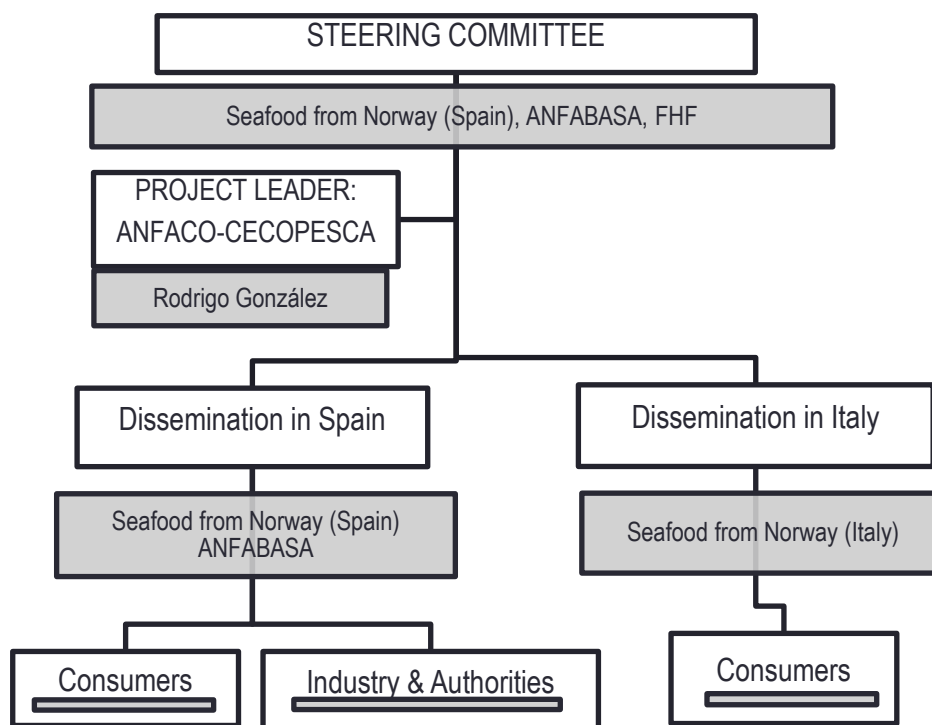 STEERING COMMITTEE
Seafood from Norway (Spain), ANFABASA, FHF
PROJECT LEADER:
ANFACO-CECOPESCA
Rodrigo González
Dissemination in Spain
Dissemination in Italy
Seafood from Norway (Spain)
ANFABASA
Seafood from Norway (Italy)
Consumers
Industry & Authorities
Consumers